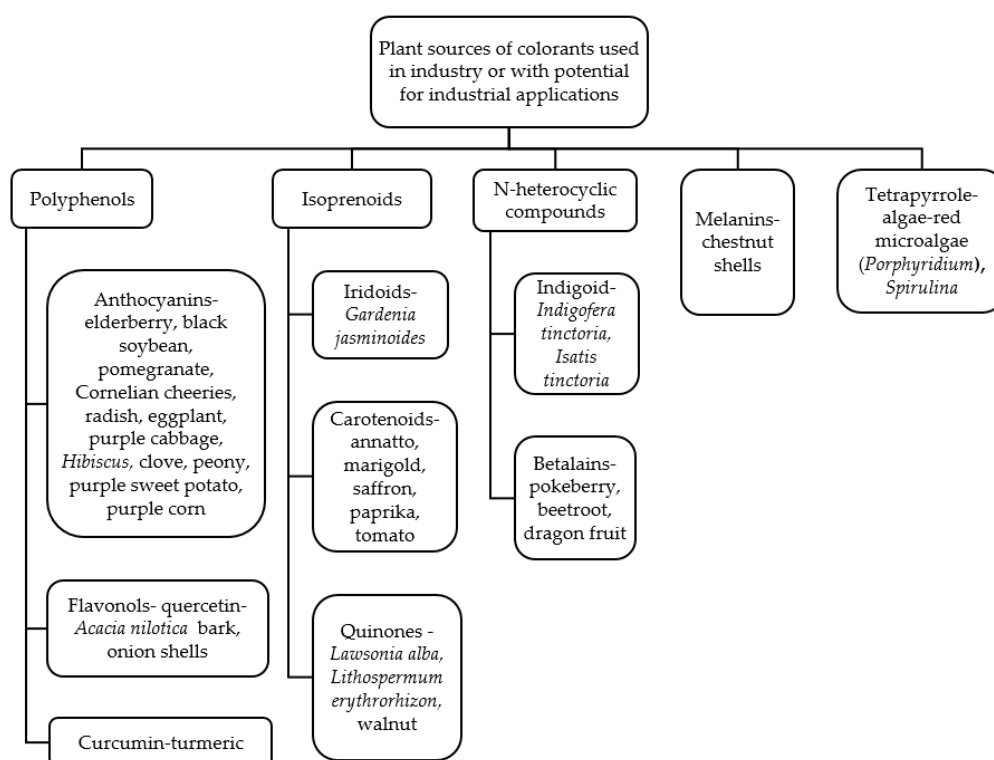 Plant sources of colorants used
in industry or with potential
for industrial applications
Polyphenols
Anthocyanins-
elderberry, black
soybean,
pomegranate,
Cornelian cheeries,
radish, eggplant,
purple cabbage,
Hibiscus, clove, peony,
purple sweet potato,
purple corn
Flavonols- quercetin-
Acacia nilotica bark,
onion shells
Curcumin-turmeric
Isoprenoids
Iridoids-
Gardenia
jasminoides
Carotenoids-
annatto,
marigold,
saffron,
paprika,
tomato
Quinones -
Lawsonia alba,
Lithospermum
erythrorhizon,
walnut
N-heterocyclic
compounds
Indigoid-
Indigofera
tinctoria,
Isatis
tinctoria
Betalains-
pokeberry,
beetroot,
dragon fruit
Melanins-
chestnut
shells
Tetrapyrrole-
algae-red
microalgae
(Porphyridium),
Spirulina